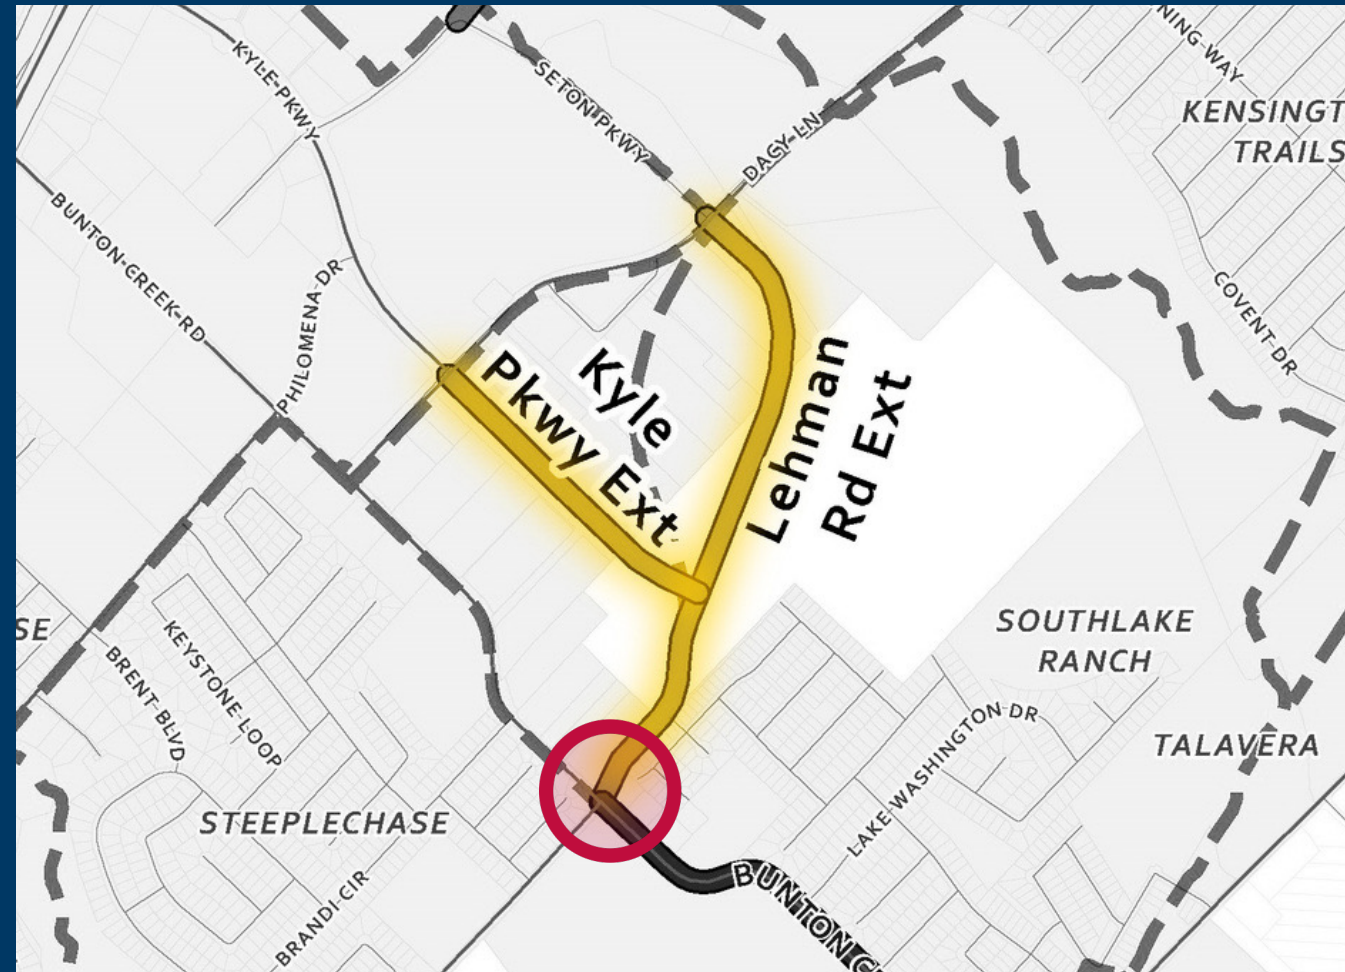 KYLE PKWY
SETON PKWY
DACY LN
KENSINGT
TRAILS
BUNTON CREEK RD
PHILOMENA DR
COVENT DR
Kyle
Pkwy Ext
Lehman
Rd Ext
SE
BRENT BLVD
KEYSTONE LOOP
SOUTHLAKE
RANCH
LAKE WASHINGTON DR
TALAVERA
STEEPLECHASE
BRANDI CIR
BUNTON
NING WAY